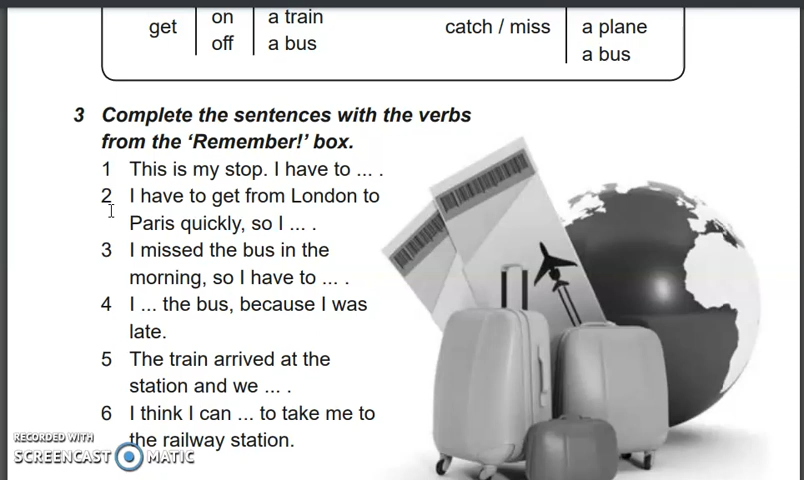 get on a train catch / miss a plane
off a bus a bus
3 Complete the sentences with the verbs
from the ‘Remember!’ box.
1 This is my stop. I have to ... .
2 I have to get from London to
Paris quickly, so I ... .
3 I missed the bus in the
morning, so I have to ... .
4 I ... the bus, because I was
late.
5 The train arrived at the
station and we ... .
6 I think I can ... to take me to
the railway station.
RECORDED WITH
SCREENCAST MATIC